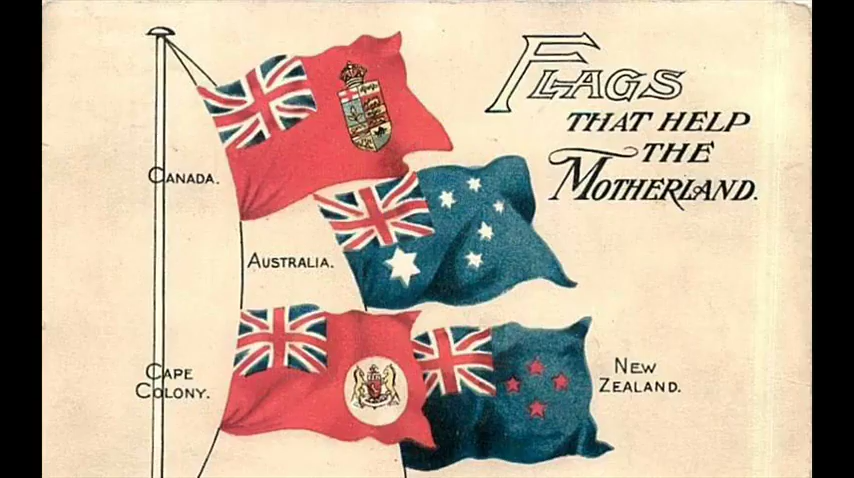 FLAGS
THAT HELP
THE
MOTHERLAND.
CANADA.
AUSTRALIA.
CAPE
COLONY.
NEW
ZEALAND.